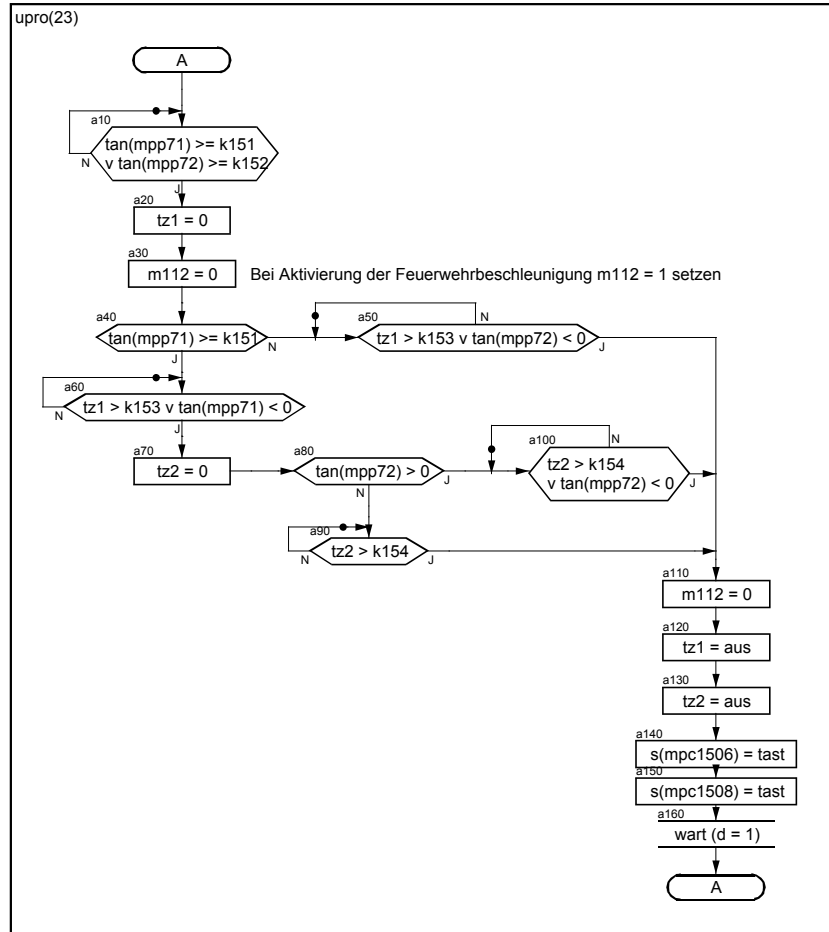 upro(23)
A
a10
tan(mpp71) >= k151
v tan(mpp72) >= k152
N
J
a20
tz1 = 0
a30
m112 = 0
Bei Aktivierung der Feuerwehrbeschleunigung m112 = 1 setzen
a40
tan(mpp71) >= k151
N
J
a50
N
tz1 > k153 v tan(mpp72) < 0
J
a60
tz1 > k153 v tan(mpp71) < 0
N
J
a70
tz2 = 0
a80
tan(mpp72) > 0
J
N
a100
N
tz2 > k154
v tan(mpp72) < 0
J
a90
tz2 > k154
N
J
a110
m112 = 0
a120
tz1 = aus
a130
tz2 = aus
a140
s(mpc1506) = tast
a150
s(mpc1508) = tast
a160
wart (d = 1)
A